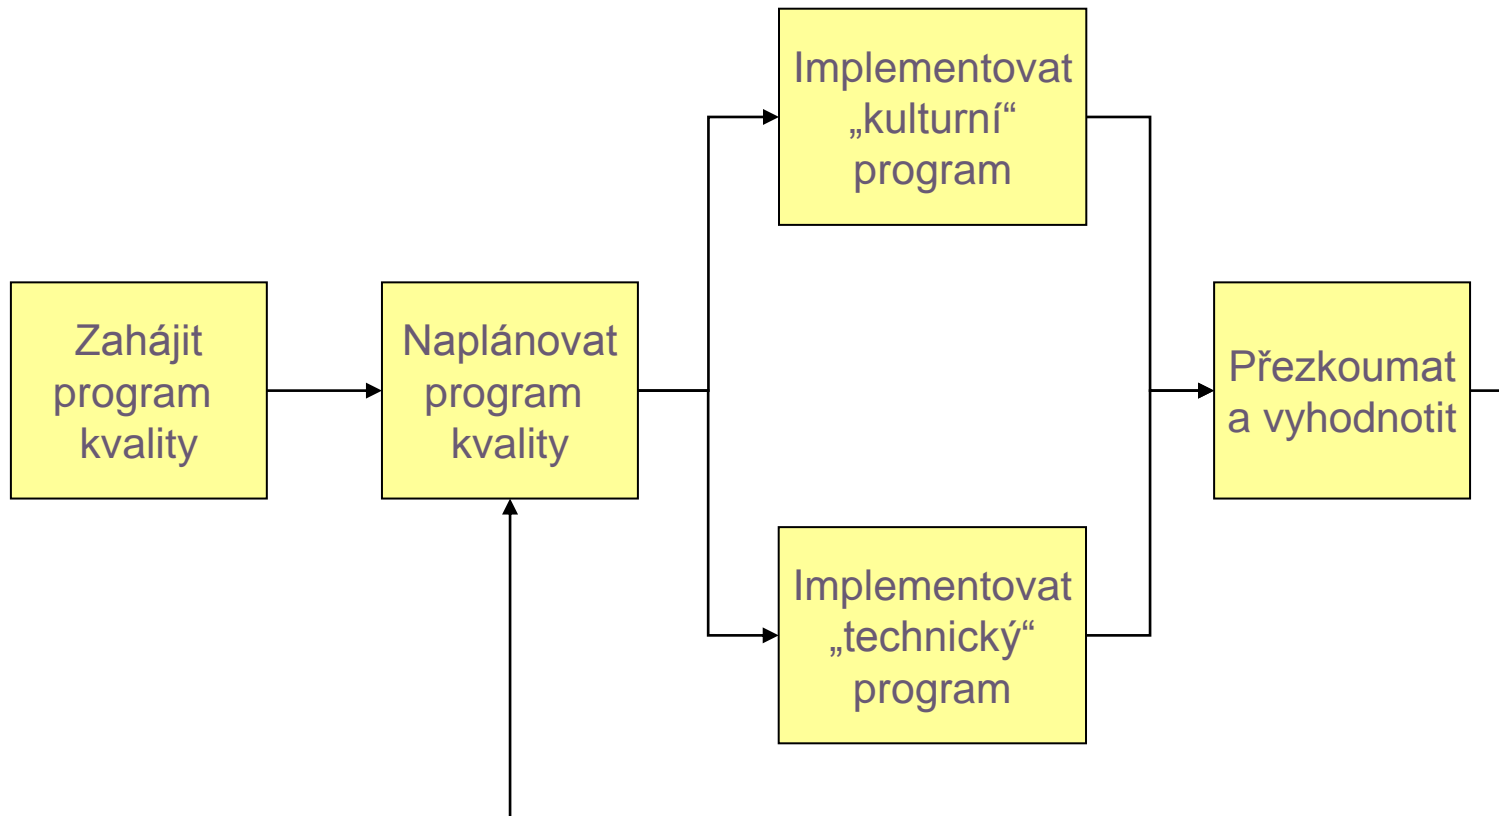 Zahájit
program
kvality
Naplánovat
program
kvality
Implementovat
„kulturní“
program
Implementovat
„technický“
program
Přezkoumat
a vyhodnotit